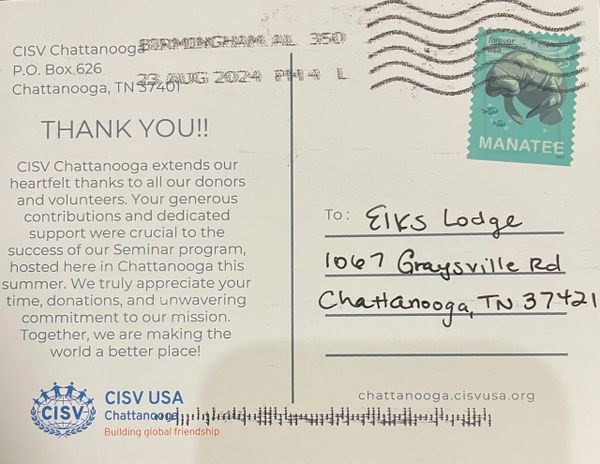 CISV Chattanooga
P.O. Box 626
Chattanooga, TN 37401
BIRMINGHAM AL 350
23 AUG 2024 PM 4 L
forever
USA
MANATEE
THANK YOU!!
CISV Chattanooga extends our
heartfelt thanks to all our donors
and volunteers. Your generous
contributions and dedicated
support were crucial to the
success of our Seminar program,
hosted here in Chattanooga this
summer. We truly appreciate your
time, donations, and unwavering
commitment to our mission.
Together, we are making the
world a better place!
To: Elks Lodge
1067 Graysville Rd
Chattanooga, TN 37421
CISV
CISV USA
Chattanooga
Building global friendship
chattanooga.cisvusa.org